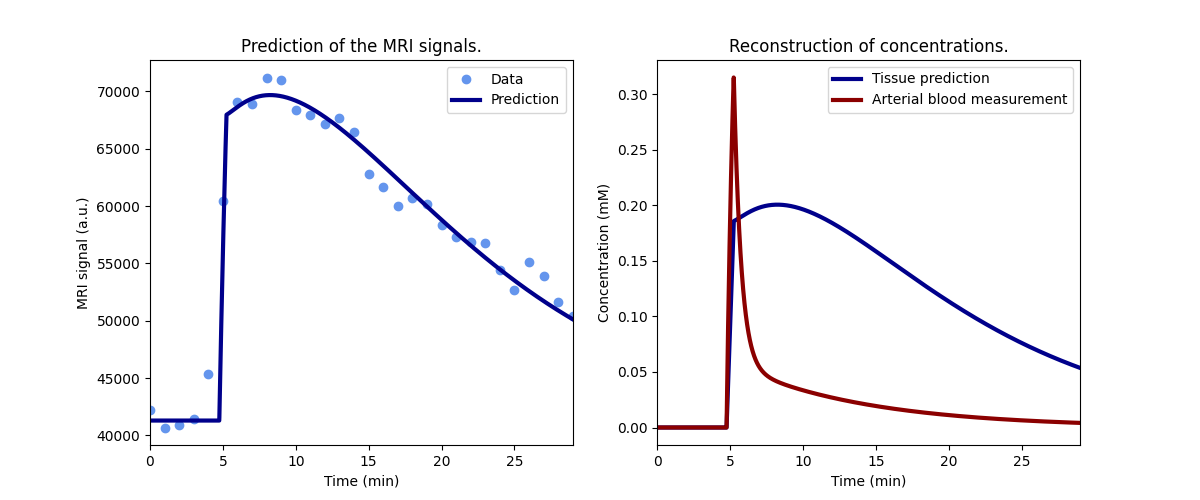 Prediction of the MRI signals.
MRI signal (a.u.)
70000
65000
60000
55000
50000
45000
40000
0 5 10 15 20 25
Time (min)
Data
Prediction
Reconstruction of concentrations.
Concentration (mM)
0.30
0.25
0.20
0.15
0.10
0.05
0.00
0 5 10 15 20 25
Time (min)
Tissue prediction
Arterial blood measurement